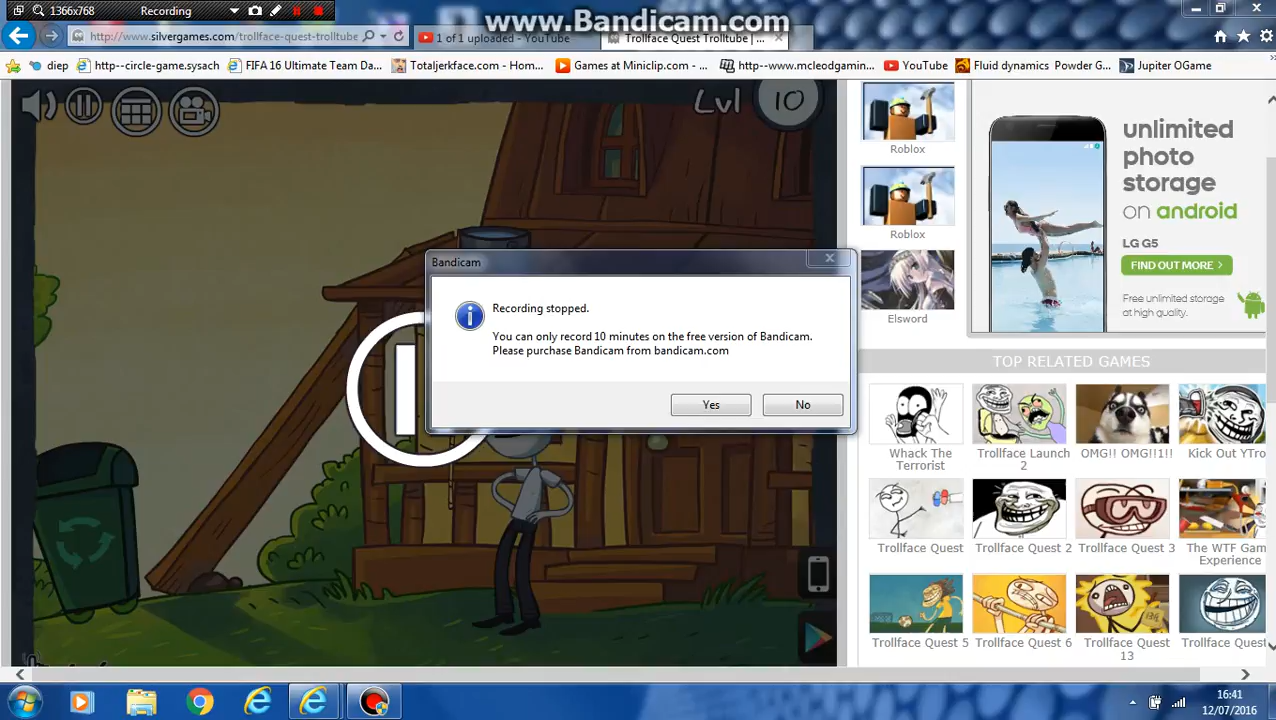 1366x768
Recording
www.Bandicam.com
http://www.silvergames.com/trollface-quest-trolltube
1 of 1 uploaded - YouTube
Trollface Quest Trolltube | ...
diep
http--circle-game.sysach
FIFA 16 Ultimate Team Da...
Totaljerkface.com - Hom...
Games at Miniclip.com - ...
http--www.mcleodgamin...
YouTube
Fluid dynamics Powder G...
Jupiter OGame
Lvl 10
Roblox
Roblox
Elsword
unlimited
photo
storage
on android
LG G5
FIND OUT MORE >
Free unlimited storage
at high quality.
Bandicam
Recording stopped.
You can only record 10 minutes on the free version of Bandicam.
Please purchase Bandicam from bandicam.com
Yes
No
TOP RELATED GAMES
Whack The
Terrorist
Trollface Launch
2
OMG!! OMG!!1!!
Kick Out YTro
Trollface Quest
Trollface Quest 2
Trollface Quest 3
The WTF Gam
Experience
Trollface Quest 5
Trollface Quest 6
Trollface Quest
13
Trollface Quest
16:41
12/07/2016